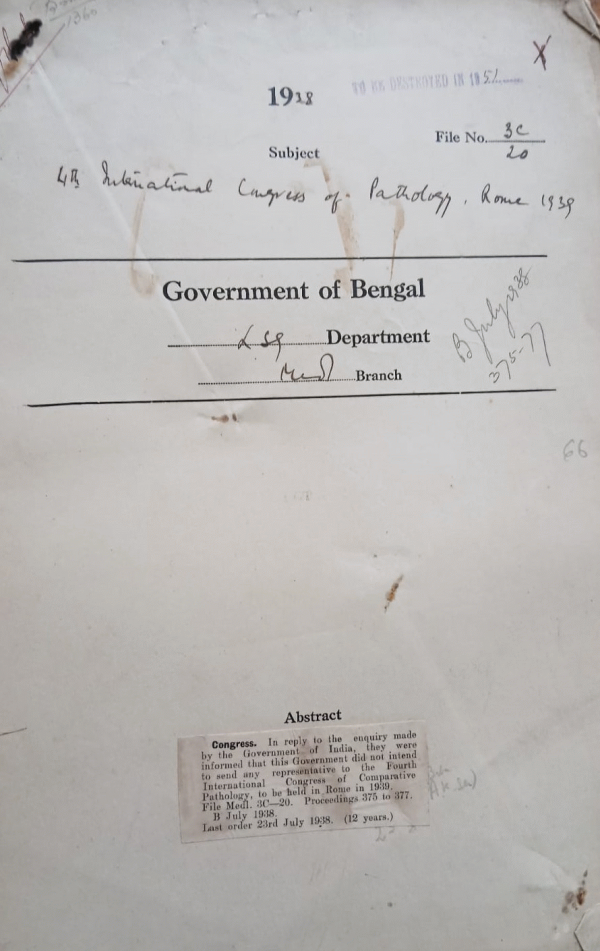 1938
TO BE DESTROYED IN 195
File No. 3C
20
Subject
4th International Congress of Pathology, Rome 1939
Government of Bengal
LSG Department
Medl Branch
B July 1938
375-77
66
Abstract
Congress. In reply to the enquiry made
by the Government of India, they were
informed that this Government did not intend
to send any representative to the Fourth
International Congress of Comparative
Pathology, to be held in Rome in 1939.
File Medl. 3C—20. Proceedings 375 to 377.
B July 1938.
Last order 23rd July 1938. (12 years.)